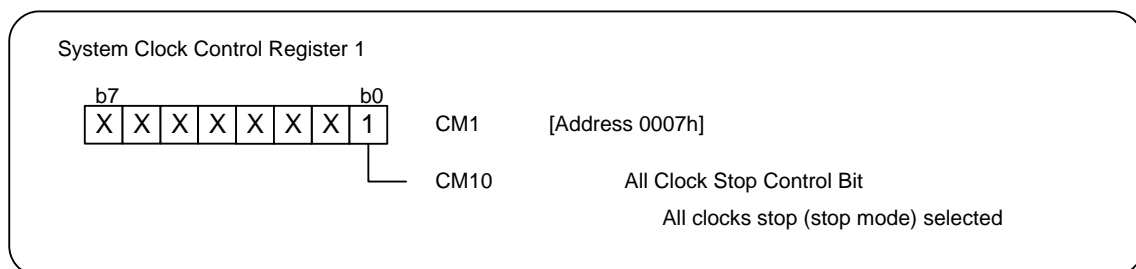 System Clock Control Register 1
b7 b0
X X X X X X X 1 CM1 [Address 0007h]
CM10 All Clock Stop Control Bit
All clocks stop (stop mode) selected